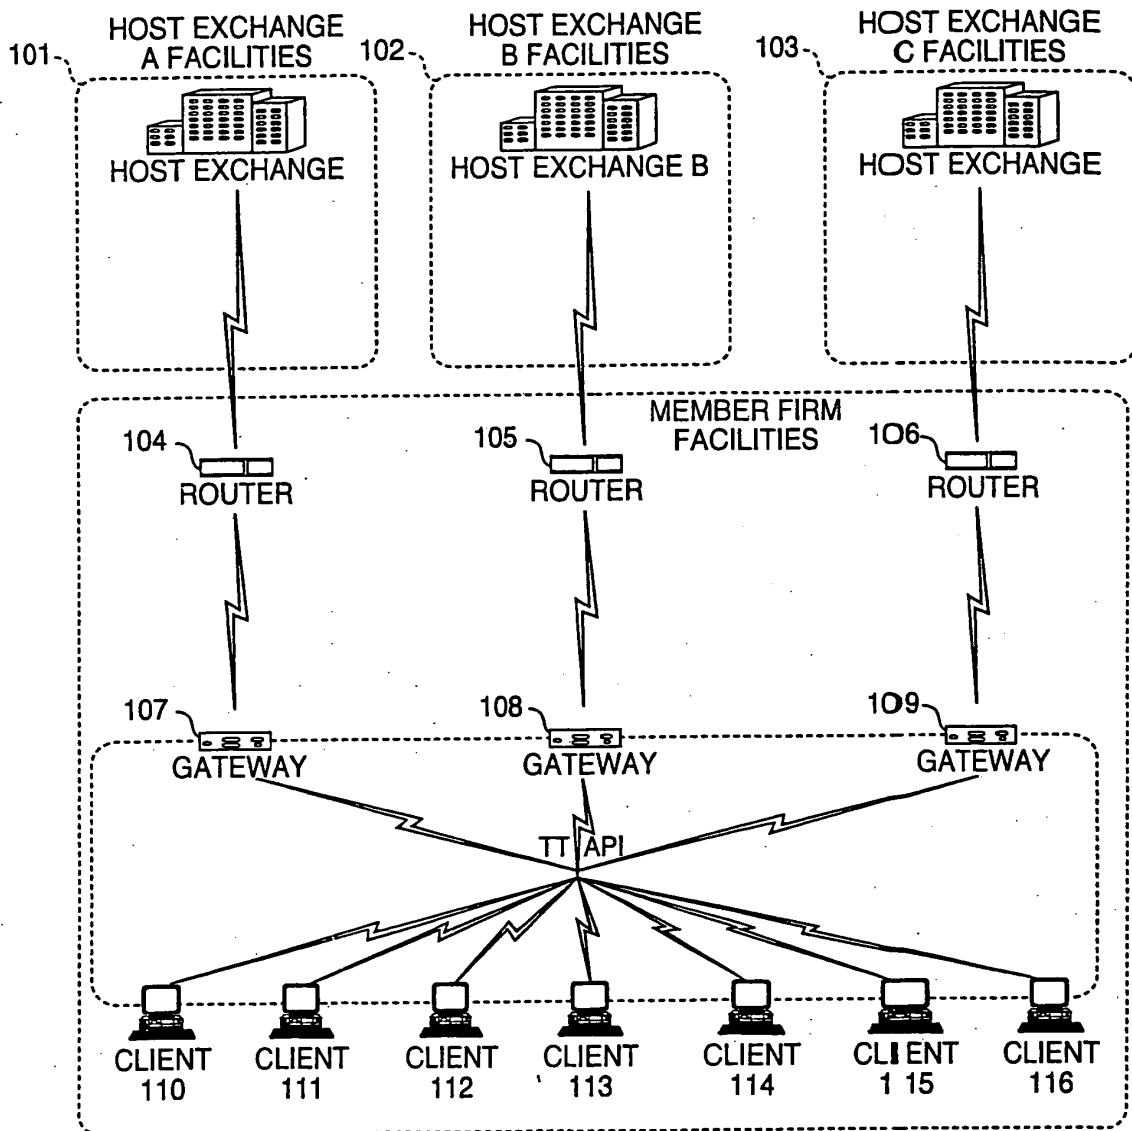 HOST EXCHANGE
A FACILITIES
101
HOST EXCHANGE
HOST EXCHANGE
B FACILITIES
102
HOST EXCHANGE B
HOST EXCHANGE
C FACILITIES
103
HOST EXCHANGE
MEMBER FIRM
FACILITIES
104
ROUTER
105
ROUTER
106
ROUTER
107
GATEWAY
108
GATEWAY
109
GATEWAY
TT API
CLIENT
110
CLIENT
111
CLIENT
112
CLIENT
113
CLIENT
114
CLIENT
115
CLIENT
116